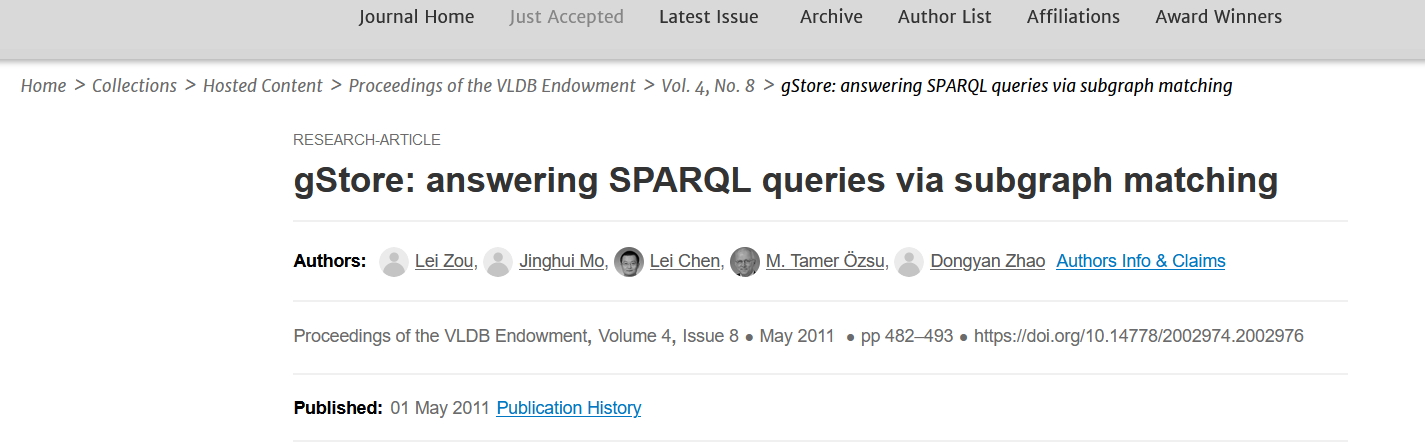 Journal Home Just Accepted Latest Issue Archive Author List Affiliations Award Winners
Home > Collections > Hosted Content > Proceedings of the VLDB Endowment > Vol. 4, No. 8 > gStore: answering SPARQL queries via subgraph matching
RESEARCH-ARTICLE
gStore: answering SPARQL queries via subgraph matching
Authors: Lei Zou, Jinghui Mo, Lei Chen, M. Tamer Özsu, Dongyan Zhao Authors Info & Claims
Proceedings of the VLDB Endowment, Volume 4, Issue 8 • May 2011 • pp 482–493 • https://doi.org/10.14778/2002974.2002976
Published: 01 May 2011 Publication History